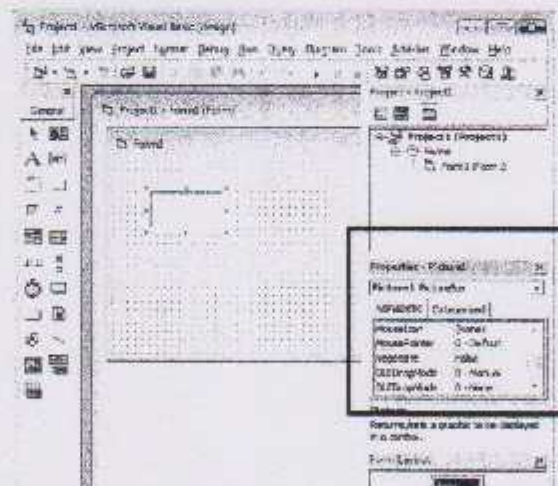 Project1 - Microsoft Visual Basic [design]
File Edit View Project Format Debug Run Query Diagram Tools Add-Ins Window Help
Project - Project1
General
Project1 - Form1 (Form)
Form1
Project1 (Project1)
Forms
Form1 (Form1)
Properties - Picture1
Picture1 PictureBox
Alphabetic Categorized
MouseIcon (None)
MousePointer 0 - Default
Negotiate False
OLEDragMode 0 - Manual
OLEDropMode 0 - None
Picture
Returns/sets a graphic to be displayed
in a control.
Form Layout